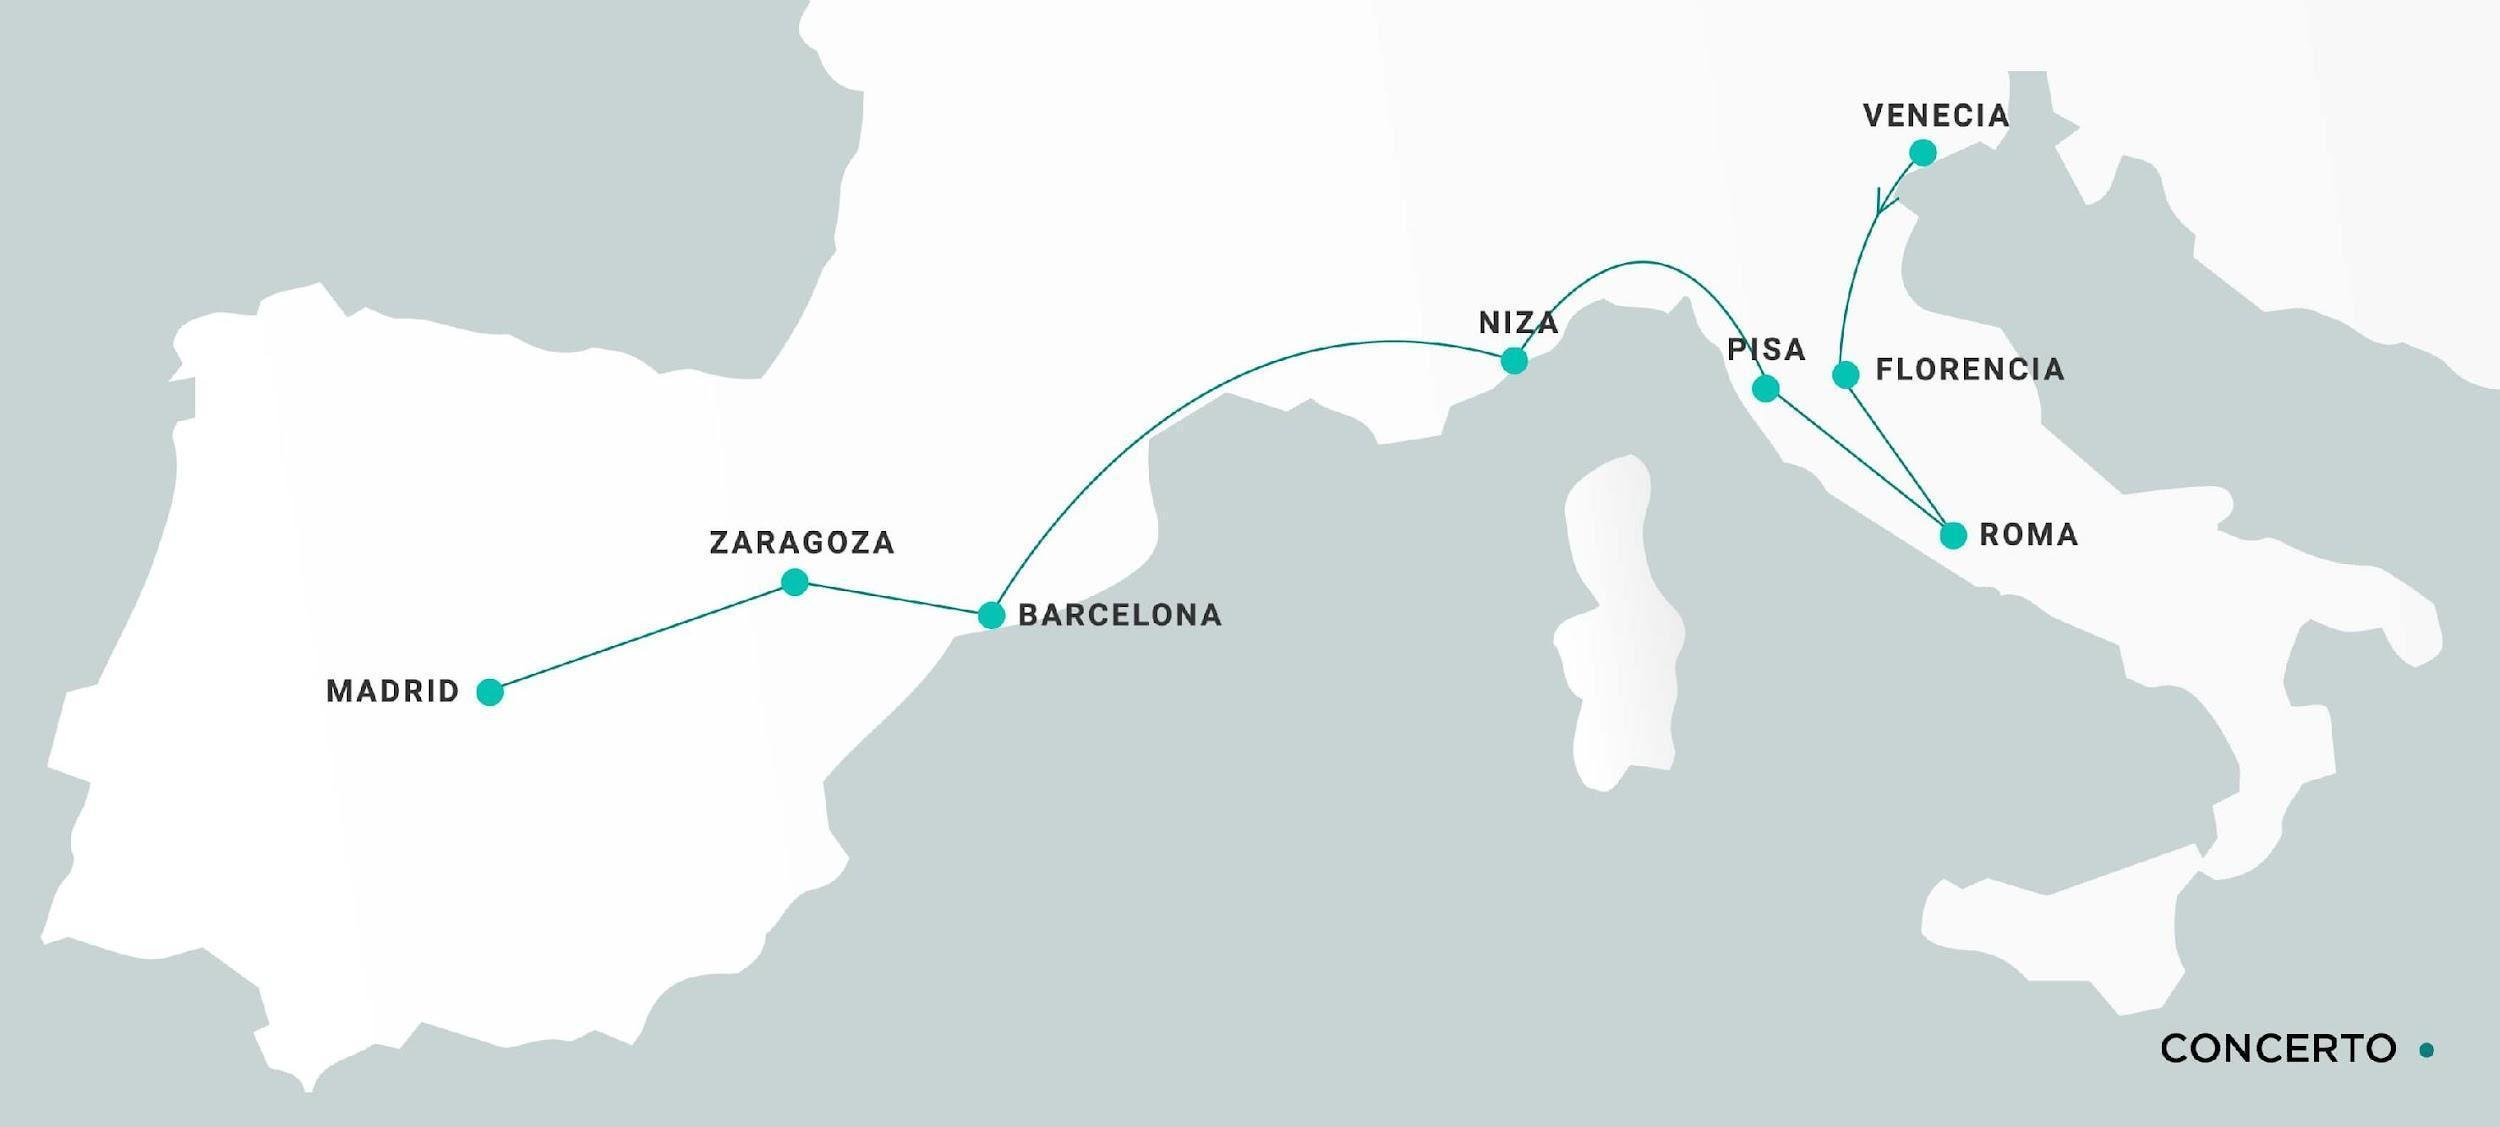 VENECIA
NIZA
PISA
FLORENCIA
ROMA
ZARAGOZA
BARCELONA
MADRID
CONCERTO